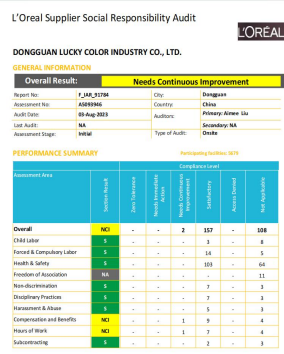 L'Oreal Supplier Social Responsibility Audit
L'ORÉAL
DONGGUAN LUCKY COLOR INDUSTRY CO., LTD.
GENERAL INFORMATION
Overall Result: Needs Continuous Improvement
Report No: F_IAR_91784 City: Dongguan
Assessment No: AS093946 Country: China
Audit Date: 03-Aug-2023 Auditors Primary: Aimee Liu
Last Audit: NA Secondary: NA
Assessment Stage: Initial Type of Audit: Onsite
PERFORMANCE SUMMARY Participating facilities: 5674
Compliance Level
Assessment Area Section Result Zero Tolerance Needs Immediate Action Needs Continuous Improvement Satisfactory Access Denied Not Applicable
Overall NCI - - 2 157 - 108
Child Labor S - - - 3 - 8
Forced & Compulsory Labor S - - - 14 - 5
Health & Safety S - - - 103 - 64
Freedom of Association NA - - - - - 11
Non-discrimination S - - - 7 - 3
Disciplinary Practices S - - - 7 - 3
Harassment & Abuse S - - - 5 - 3
Compensation and Benefits NCI - - 1 9 - 4
Hours of Work NCI - - 1 7 - 4
Subcontracting S - - - 2 - 3